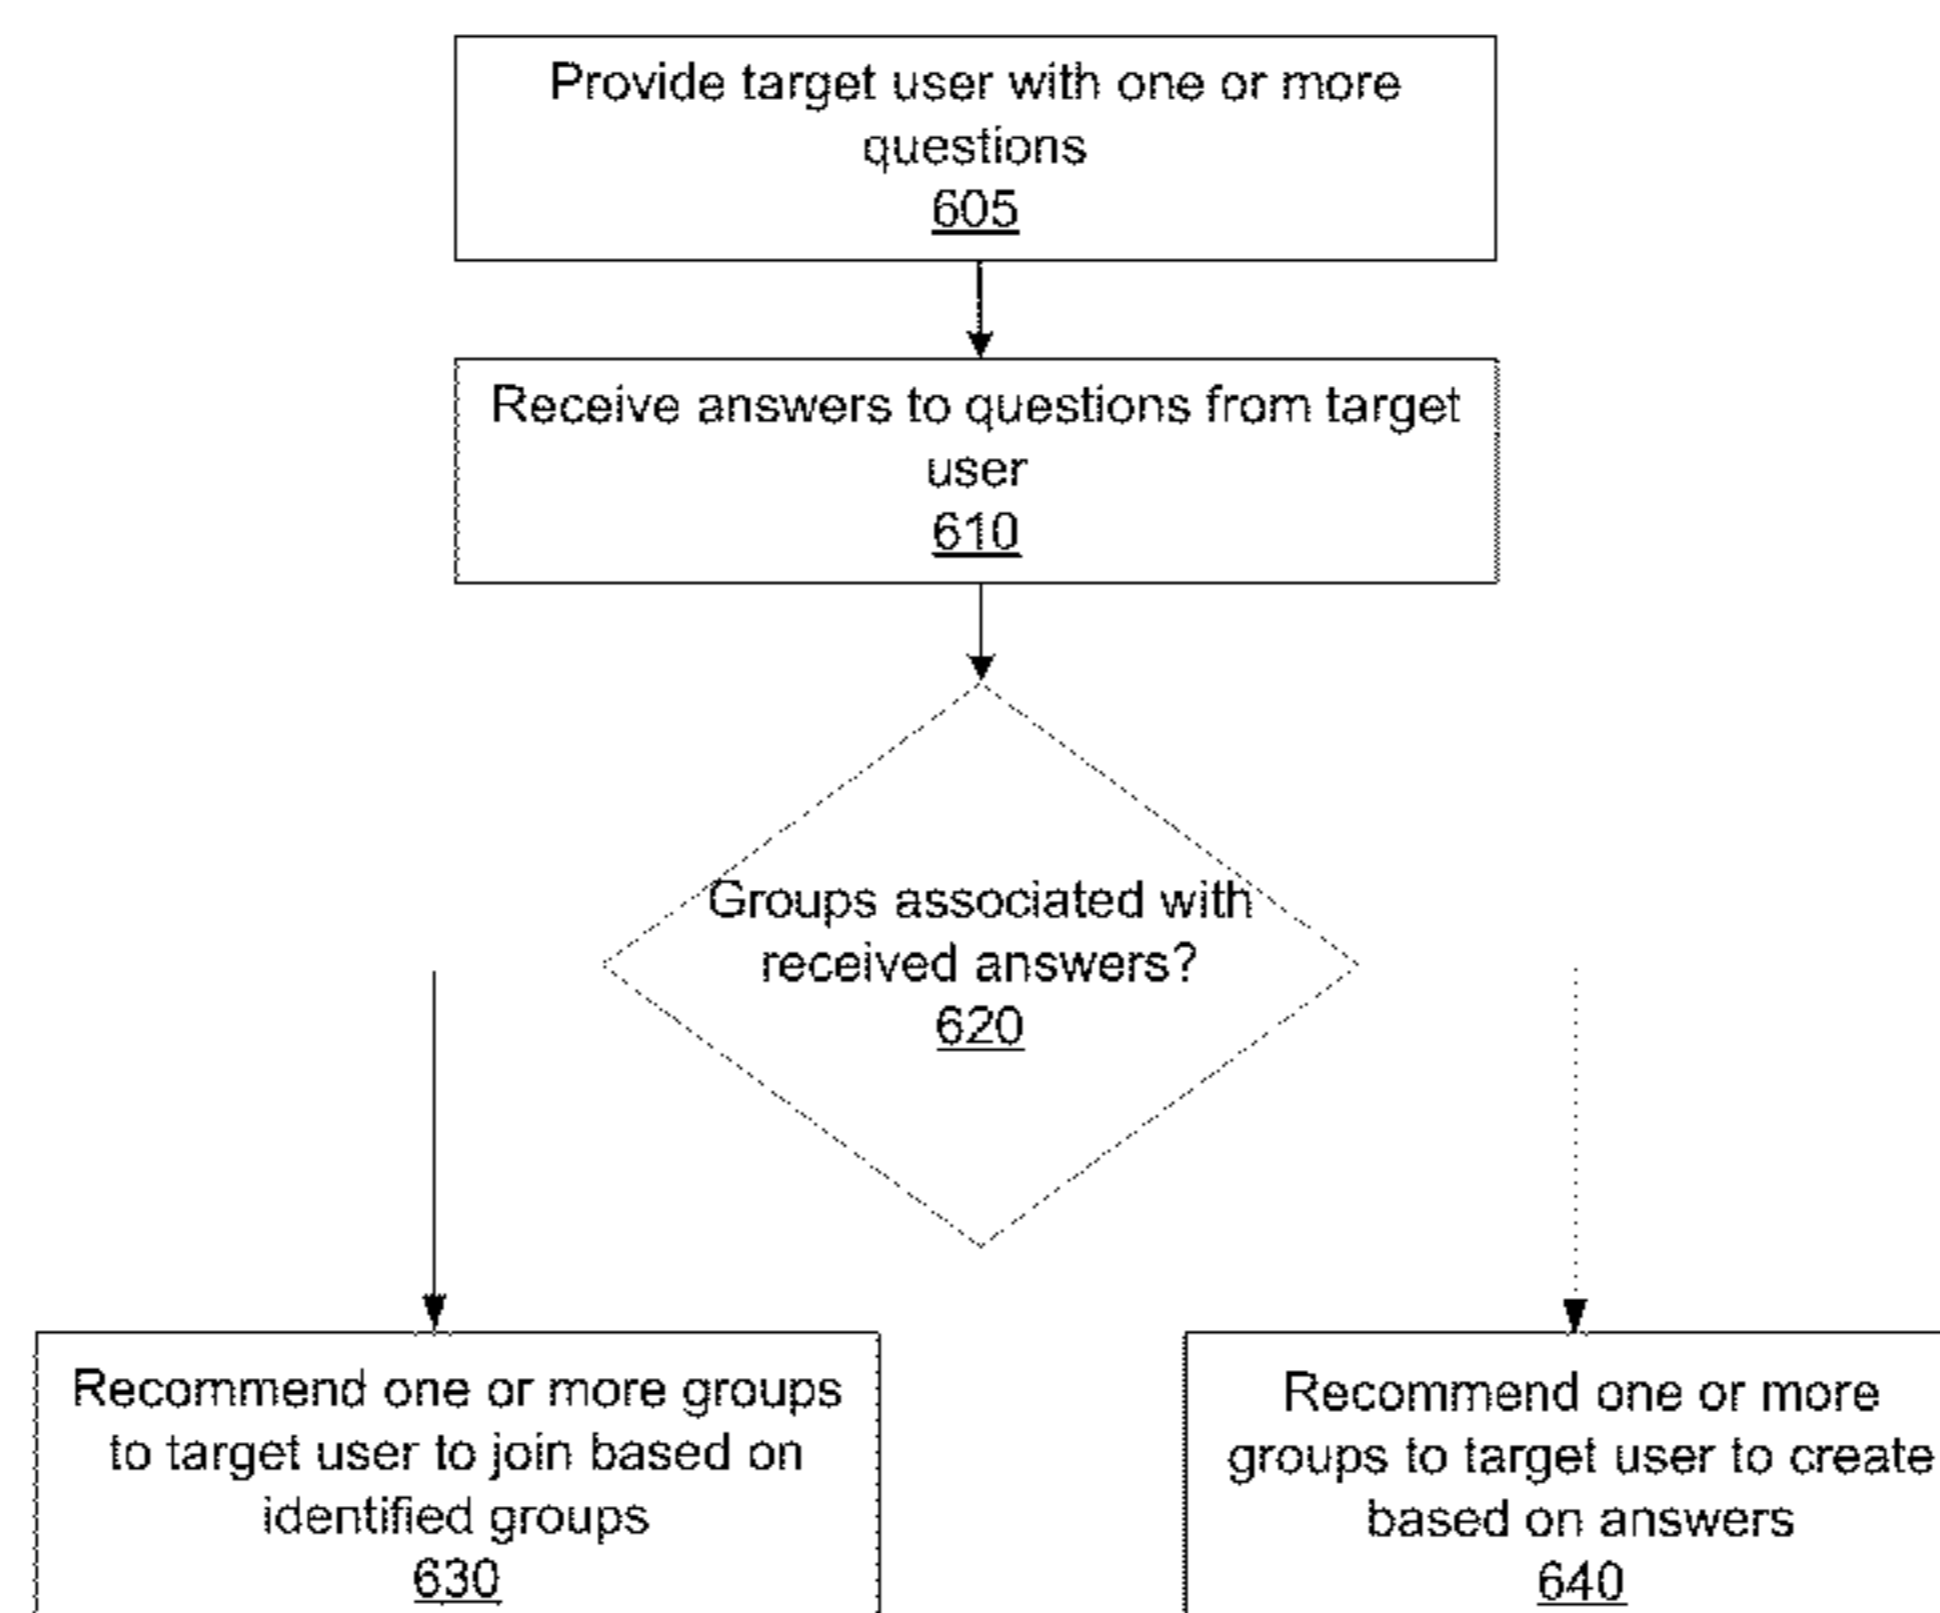 Provide target user with one or more
questions
605
Receive answers to questions from target
user
610
Groups associated with
received answers?
620
Recommend one or more groups
to target user to join based on
identified groups
630
Recommend one or more
groups to target user to create
based on answers
640